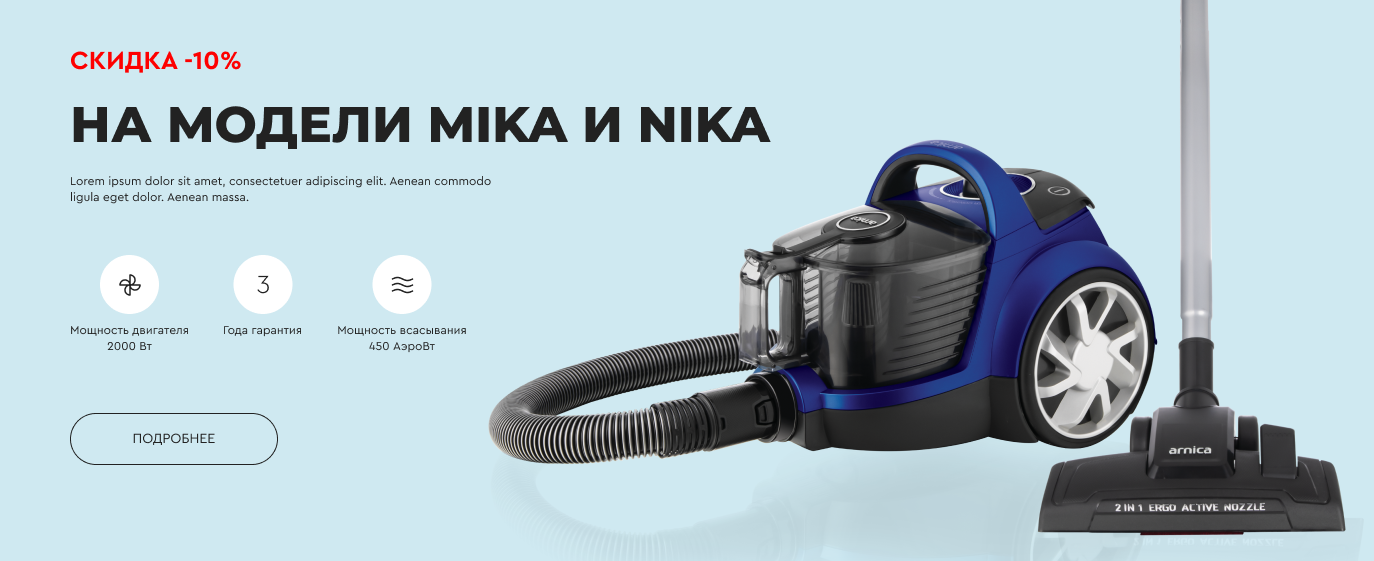 СКИДКА -10%
НА МОДЕЛИ MIKA И NIKA
Lorem ipsum dolor sit amet, consectetuer adipiscing elit. Aenean commodo
ligula eget dolor. Aenean massa.
3
Мощность двигателя
2000 Вт
Года гарантия
Мощность всасывания
450 АэроВт
ПОДРОБНЕЕ
arnica
arnica
2 IN 1 ERGO ACTIVE NOZZLE